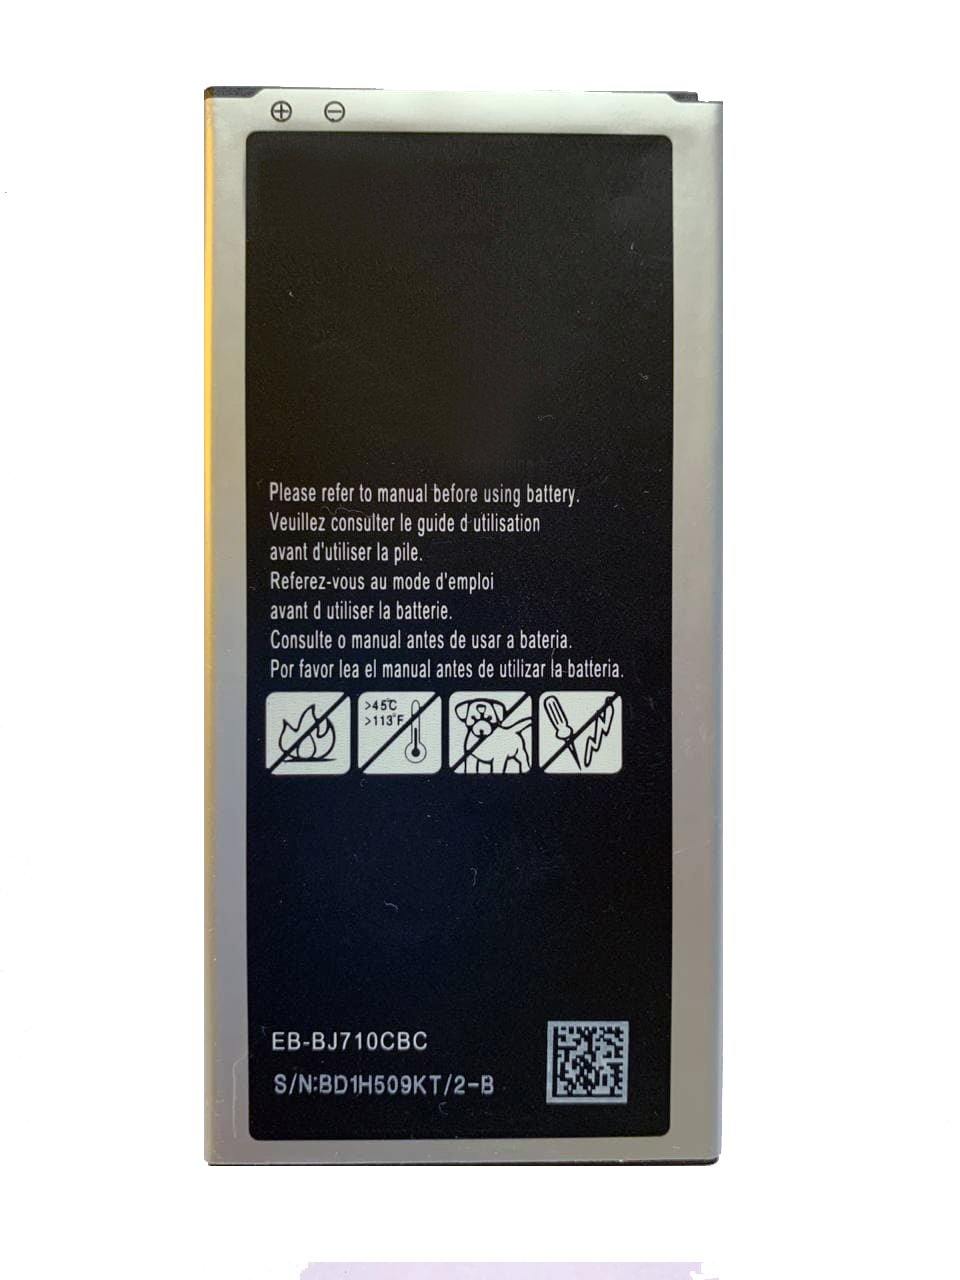 ⊕ ⊖
Please refer to manual before using battery.
Veuillez consulter le guide d utilisation
avant d'utiliser la pile.
Referez-vous au mode d'emploi
avant d utiliser la batterie.
Consulte o manual antes de usar a bateria.
Por favor lea el manual antes de utilizar la batteria.
>45℃
>113°F
EB-BJ710CBC
S/N:BD1H509KT/2-B